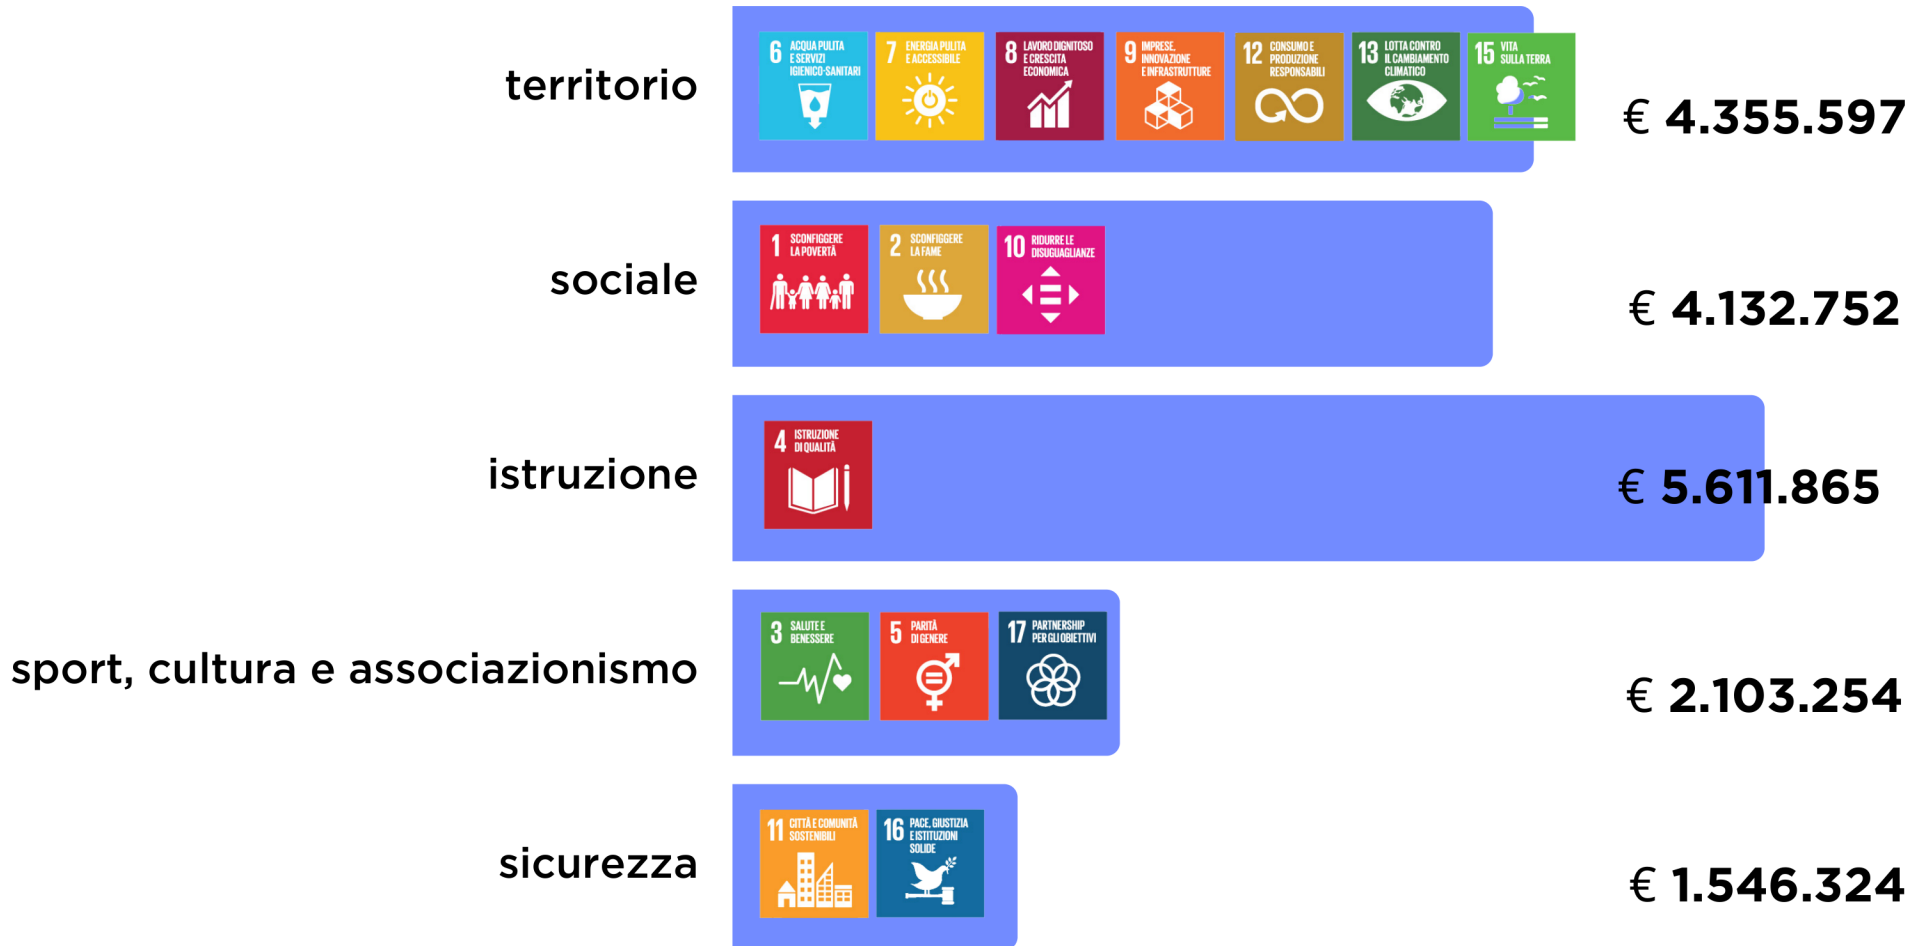 6 ACQUA PULITA
E SERVIZI
IGIENICO-SANITARI
7 ENERGIA PULITA
E ACCESSIBILE
8 LAVORO DIGNITOSO
E CRESCITA
ECONOMICA
9 IMPRESE,
INNOVAZIONE
E INFRASTRUTTURE
12 CONSUMO E
PRODUZIONE
RESPONSABILI
13 LOTTA CONTRO
IL CAMBIAMENTO
CLIMATICO
15 VITA
SULLA TERRA
territorio
€ 4.355.597
1 SCONFIGGERE
LA POVERTÀ
2 SCONFIGGERE
LA FAME
10 RIDURRE LE
DISUGUAGLIANZE
sociale
€ 4.132.752
4 ISTRUZIONE
DI QUALITÀ
istruzione
€ 5.611.865
3 SALUTE E
BENESSERE
5 PARITÀ
DI GENERE
17 PARTNERSHIP
PER GLI OBIETTIVI
sport, cultura e associazionismo
€ 2.103.254
11 CITTÀ E COMUNITÀ
SOSTENIBILI
16 PACE, GIUSTIZIA
E ISTITUZIONI
SOLIDE
sicurezza
€ 1.546.324